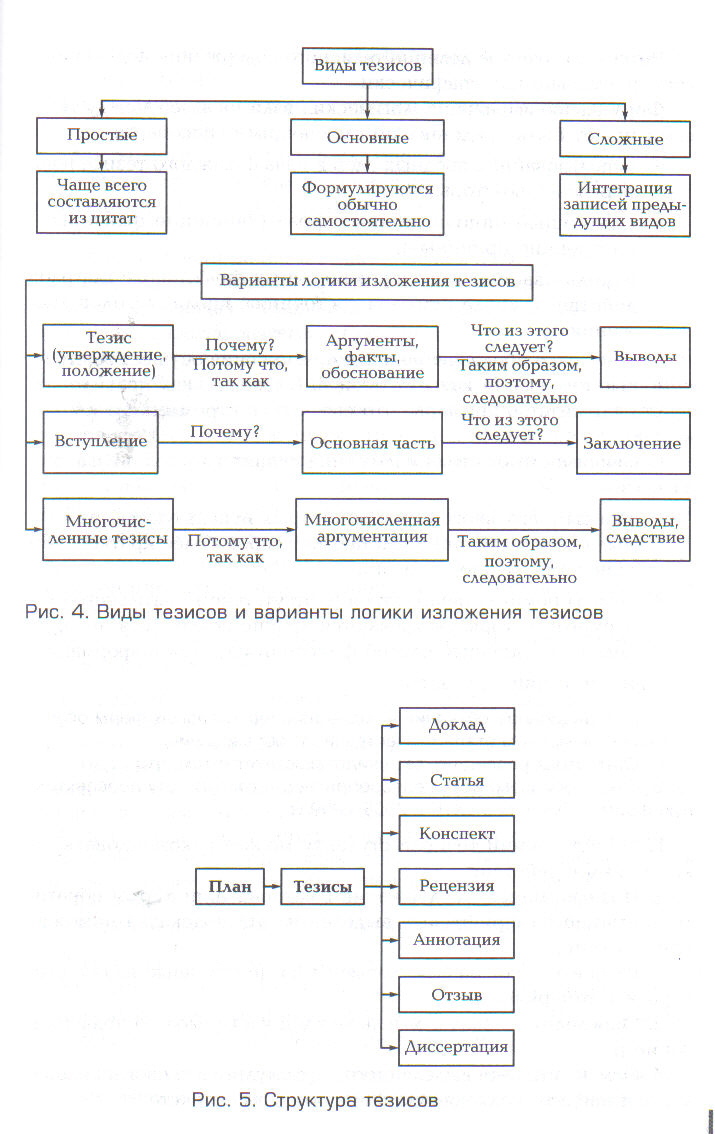 Виды тезисов
Простые
Основные
Сложные
Чаще всего
составляются
из цитат
Формулируются
обычно
самостоятельно
Интеграция
записей преды-
дущих видов
Варианты логики изложения тезисов
Тезис
(утверждение,
положение)
Почему?
Потому что,
так как
Аргументы,
факты,
обоснование
Что из этого
следует?
Таким образом,
поэтому,
следовательно
Выводы
Вступление
Почему?
Основная часть
Что из этого
следует?
Заключение
Многочис-
ленные тезисы
Потому что,
так как
Многочисленная
аргументация
Таким образом,
поэтому,
следовательно
Выводы,
следствие
Рис. 4. Виды тезисов и варианты логики изложения тезисов
Доклад
Статья
Конспект
План
Тезисы
Рецензия
Аннотация
Отзыв
Диссертация
Рис. 5. Структура тезисов